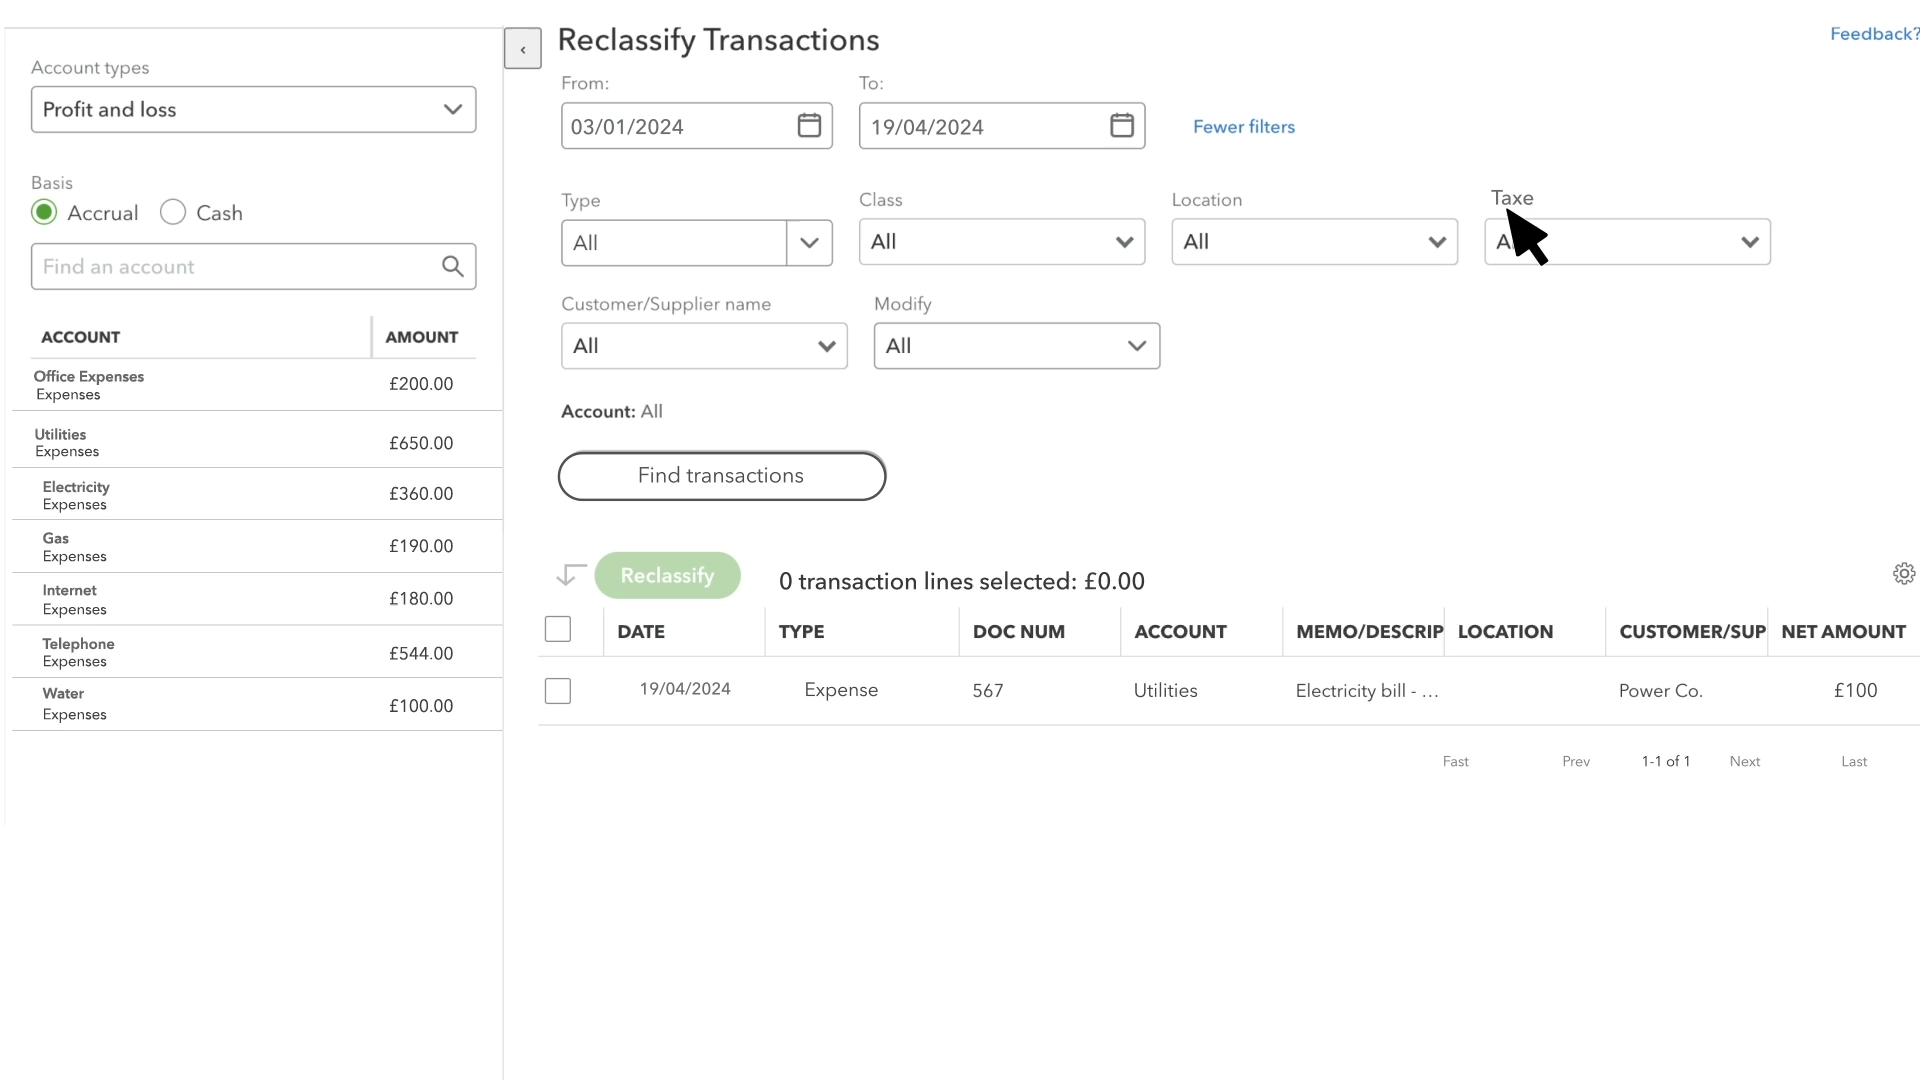 Account types
Profit and loss
Basis
Accrual Cash
Find an account
ACCOUNT AMOUNT
Office Expenses
Expenses
£200.00
Utilities
Expenses
£650.00
Electricity
Expenses
£360.00
Gas
Expenses
£190.00
Internet
Expenses
£180.00
Telephone
Expenses
£544.00
Water
Expenses
£100.00
Reclassify Transactions
Feedback?
From: To:
03/01/2024 19/04/2024 Fewer filters
Type Class Location Taxe
All All All
Customer/Supplier name Modify
All All
Account: All
Find transactions
Reclassify 0 transaction lines selected: £0.00
DATE TYPE DOC NUM ACCOUNT MEMO/DESCRIP LOCATION CUSTOMER/SUP NET AMOUNT
19/04/2024 Expense 567 Utilities Electricity bill - ... Power Co. £100
Fast Prev 1-1 of 1 Next Last